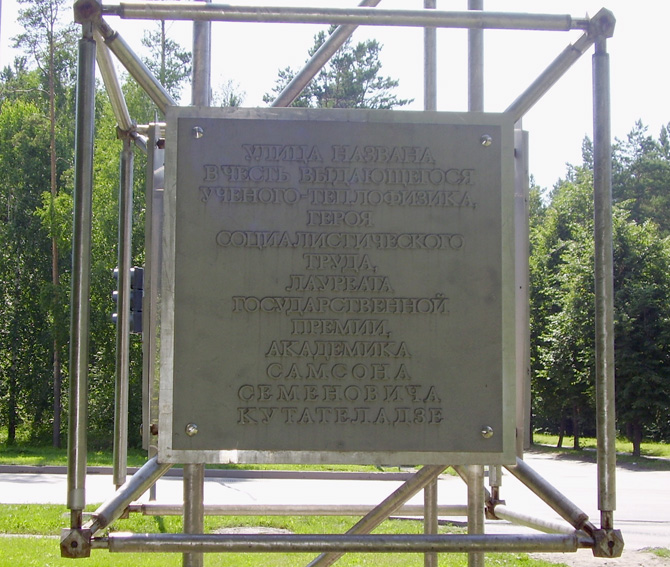 УЛИЦА НАЗВАНА
В ЧЕСТЬ ВЫДАЮЩЕГОСЯ
УЧЕНОГО-ТЕПЛОФИЗИКА,
ГЕРОЯ
СОЦИАЛИСТИЧЕСКОГО
ТРУДА,
ЛАУРЕАТА
ГОСУДАРСТВЕННОЙ
ПРЕМИИ,
АКАДЕМИКА
САМСОНА
СЕМЕНОВИЧА
КУТАТЕЛАДЗЕ